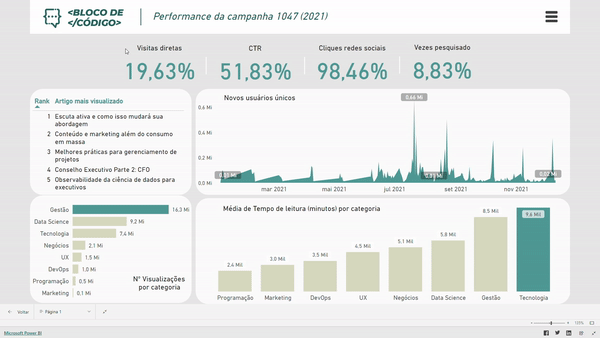 <BLOCO DE
</CÓDIGO>
Performance da campanha 1047 (2021)
Visitas diretas
CTR
Cliques redes sociais
Vezes pesquisado
19,63%
51,83%
98,46%
8,83%
Rank Artigo mais visualizado
1 Escuta ativa e como isso mudará sua
abordagem
2 Conteúdo e marketing além do consumo
em massa
3 Melhores práticas para gerenciamento de
projetos
4 Conselho Executivo Parte 2: CFO
5 Observabilidade da ciência de dados para
executivos
Novos usuários únicos
0,6 Mi
0,4 Mi
0,2 Mi
0,0 Mi
0,66 Mi
mar 2021
mai 2021
jul 2021
set 2021
nov 2021
Gestão 16,3 Mi
Data Science 9,2 Mi
Tecnologia 7,4 Mi
Negócios 2,1 Mi
UX 1,5 Mi
DevOps 1,0 Mi
Programação 0,5 Mi
Marketing 0,1 Mi
Nº Visualizações
por categoria
Média de Tempo de leitura (minutos) por categoria
2.6 Mil
3.0 Mil
3.5 Mil
4.5 Mil
5.1 Mil
5.8 Mil
8.5 Mil
9.6 Mil
Programação
Marketing
DevOps
UX
Negócios
Data Science
Gestão
Tecnologia
Voltar
Página 1
Microsoft Power BI